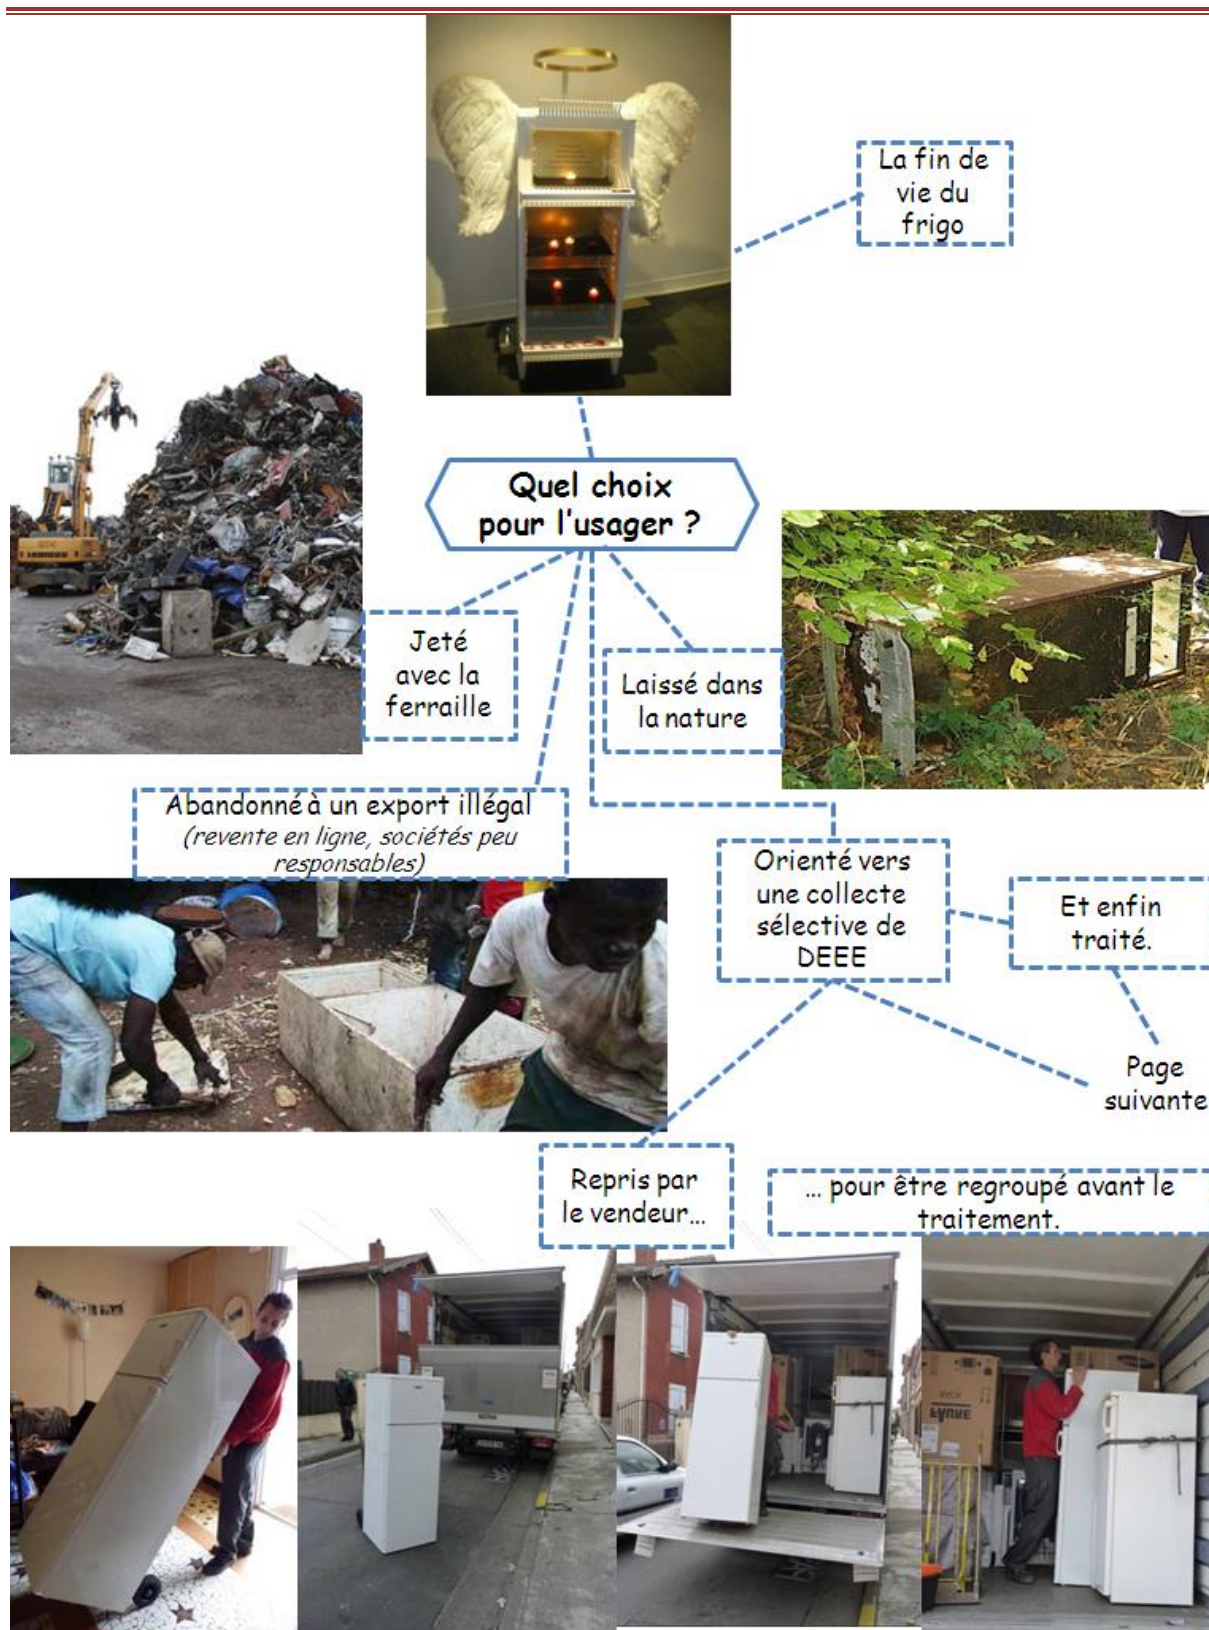 La fin de
vie du
frigo
Quel choix
pour l'usager ?
Jeté
avec la
ferraille
Laissé dans
la nature
Abandonné à un export illégal
(revente en ligne, sociétés peu
responsables)
Orienté vers
une collecte
sélective de
DEEE
Et enfin
traité.
Page
suivante
Repris par
le vendeur...
... pour être regroupé avant le
traitement.
FAURE